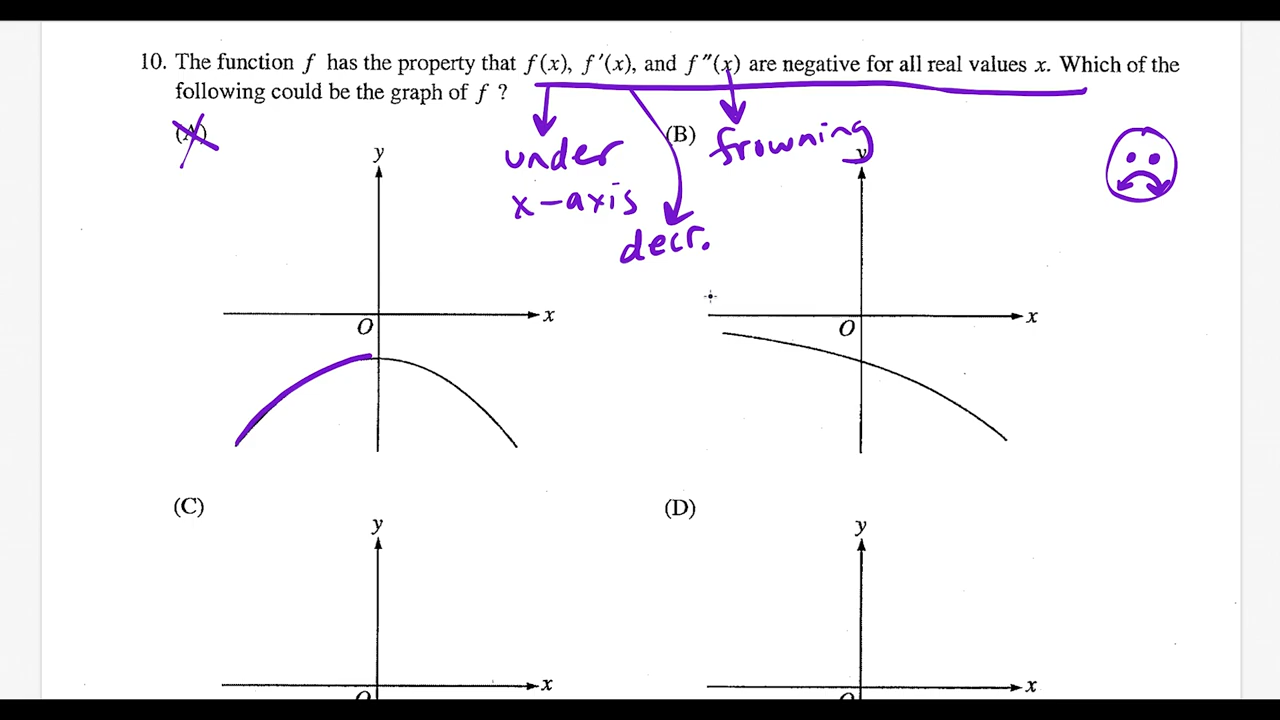 10. The function f has the property that f(x), f′(x), and f″(x) are negative for all real values x. Which of the
following could be the graph of f ?
(A)
(B)
frowning
under
x-axis
decr.
y
y
O
x
O
x
(C)
(D)
y
y
O
x
O
x